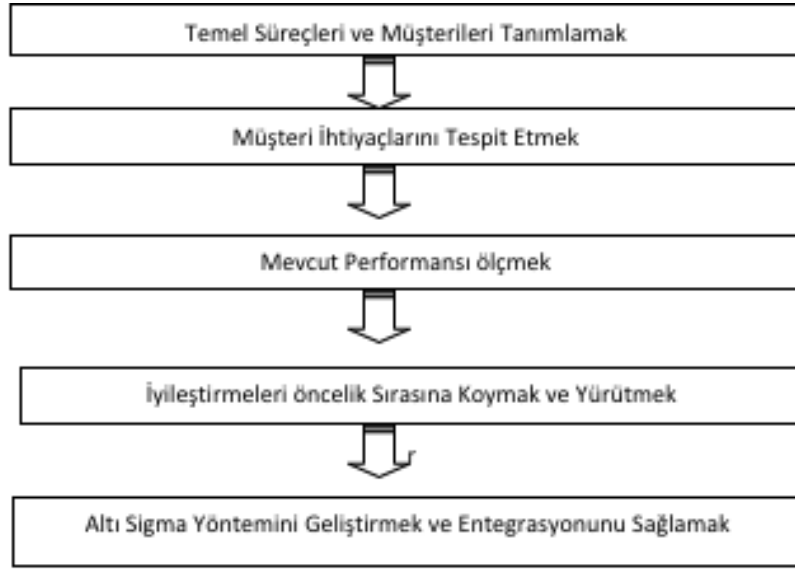 Temel Süreçleri ve Müşterileri Tanımlamak
Müşteri İhtiyaçlarını Tespit Etmek
Mevcut Performansı ölçmek
İyileştirmeleri öncelik Sırasına Koymak ve Yürütmek
r
Altı Sigma Yöntemini Geliştirmek ve Entegrasyonunu Sağlamak